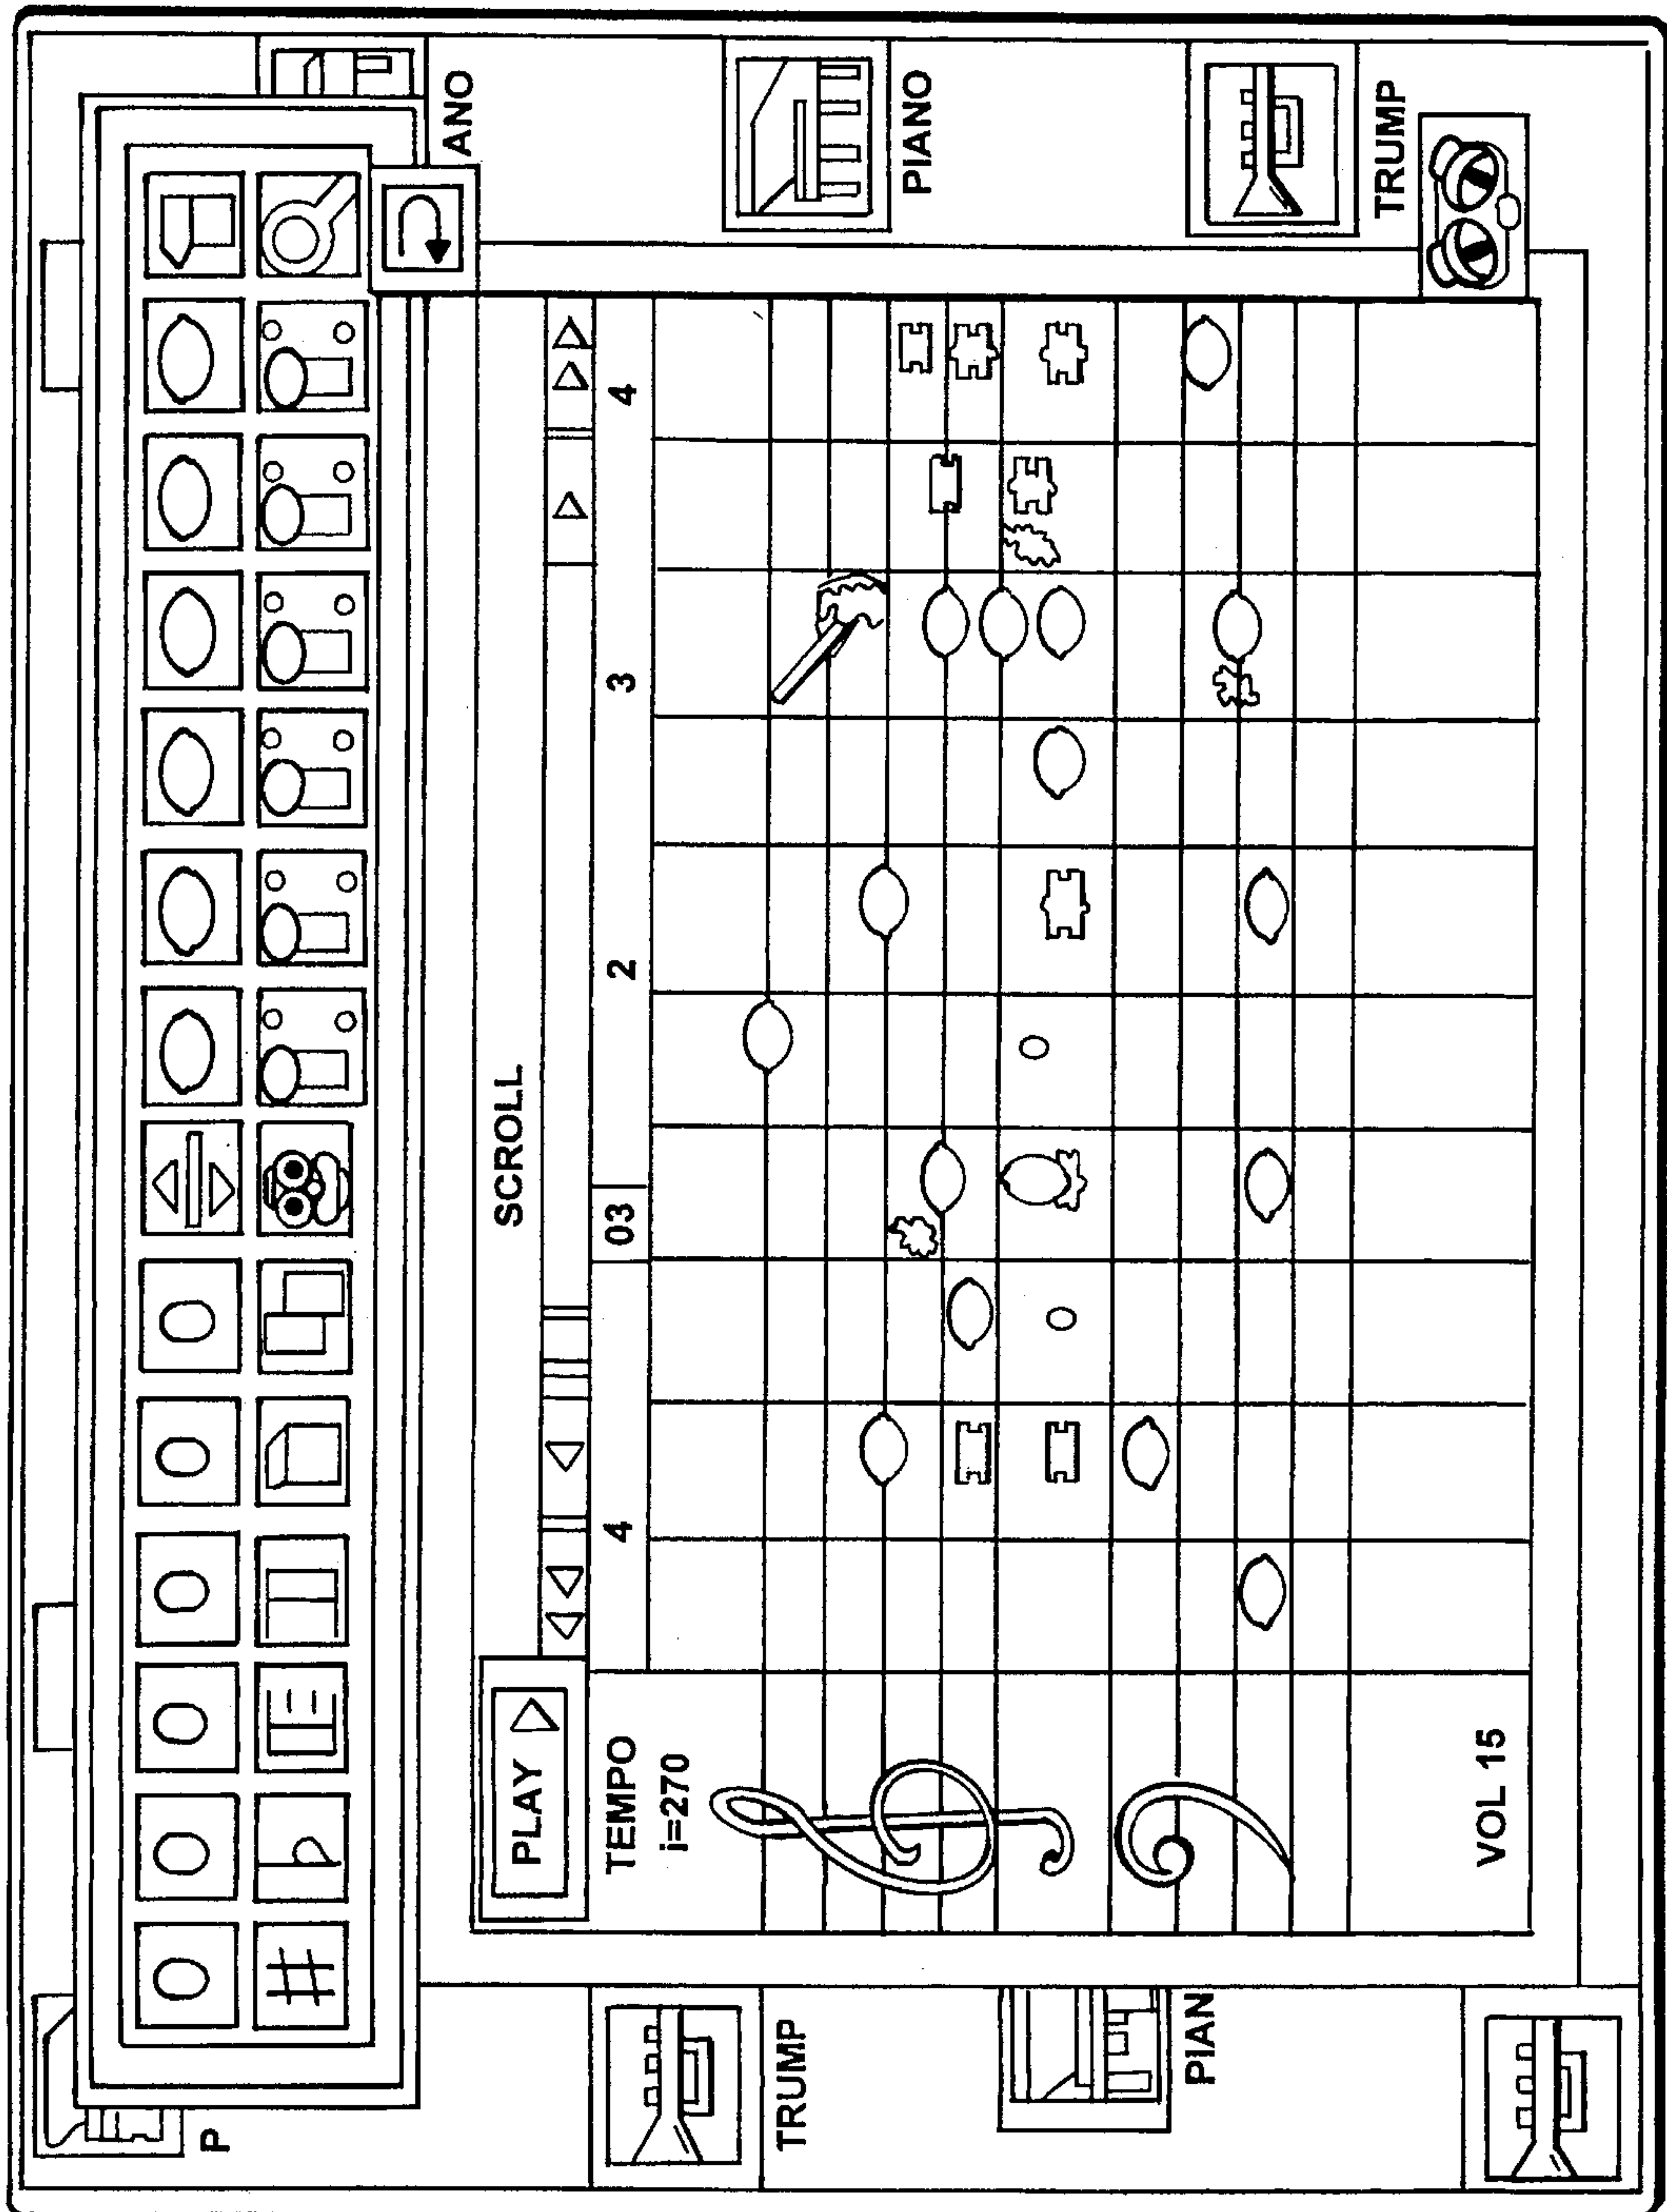 P
ANO
SCROLL
PLAY
4 03 2 3 4
TEMPO
i=270
PIANO
TRUMP
PIAN
TRUMP
VOL 15